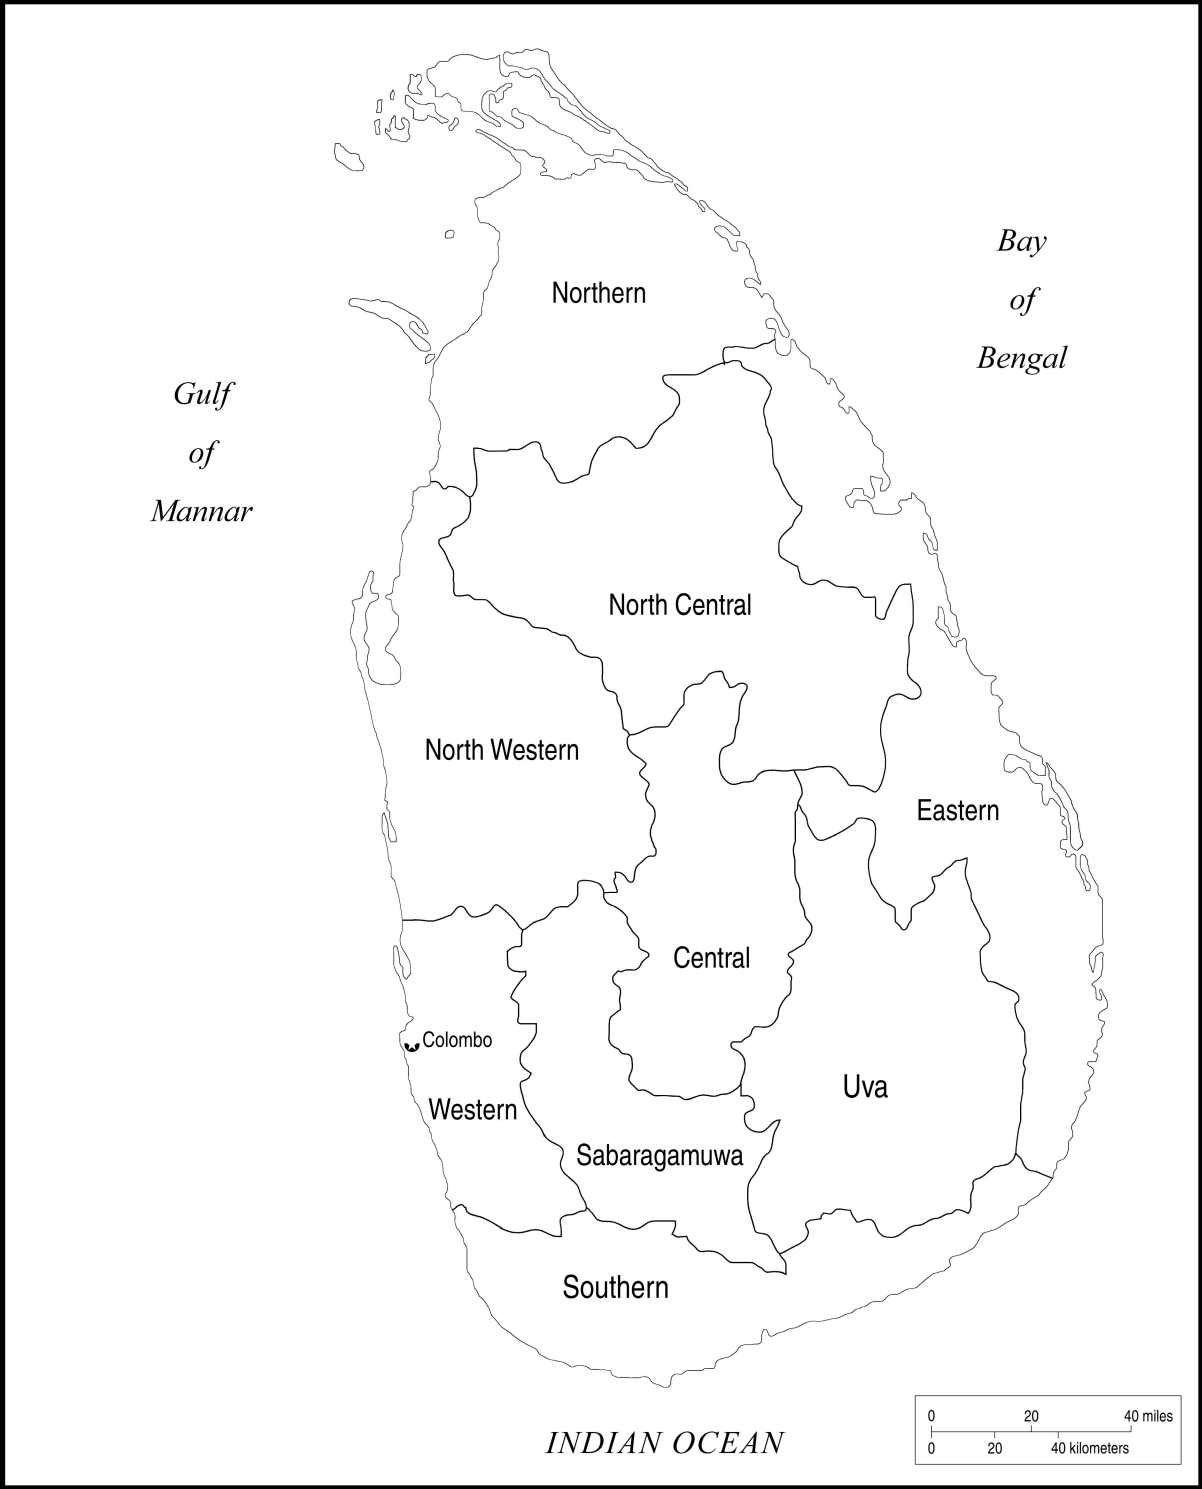 Bay
of
Bengal
Northern
Gulf
of
Mannar
North Central
North Western
Eastern
Central
Colombo
Uva
Western
Sabaragamuwa
Southern
INDIAN OCEAN
0 20 40 miles
0 20 40 kilometers